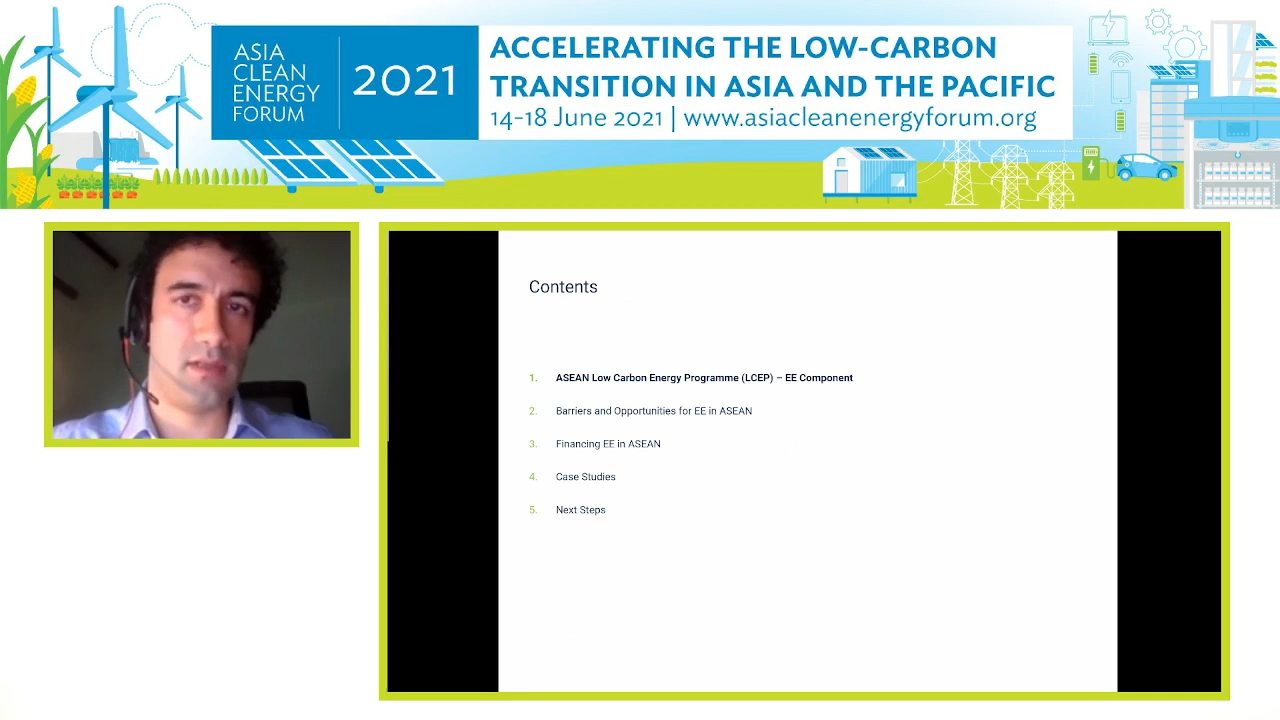 ASIA
CLEAN
ENERGY
FORUM
2021
ACCELERATING THE LOW-CARBON
TRANSITION IN ASIA AND THE PACIFIC
14-18 June 2021 | www.asiacleanenergyforum.org
Contents
1. ASEAN Low Carbon Energy Programme (LCEP) – EE Component
2. Barriers and Opportunities for EE in ASEAN
3. Financing EE in ASEAN
4. Case Studies
5. Next Steps